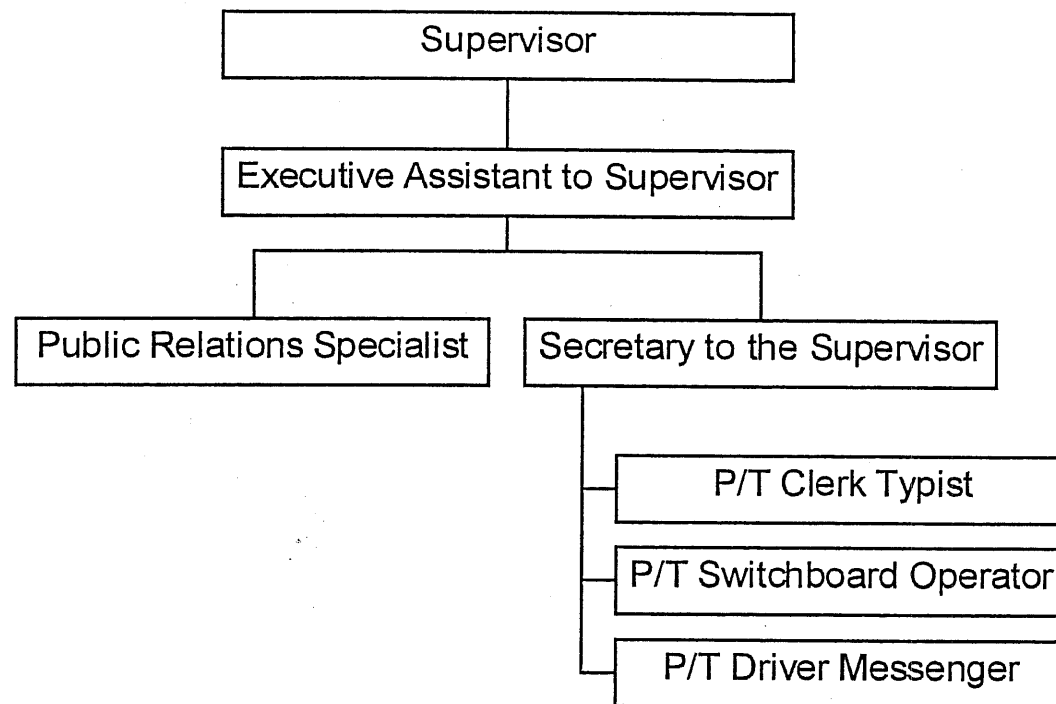 Supervisor
Executive Assistant to Supervisor
Public Relations Specialist
Secretary to the Supervisor
P/T Clerk Typist
P/T Switchboard Operator
P/T Driver Messenger